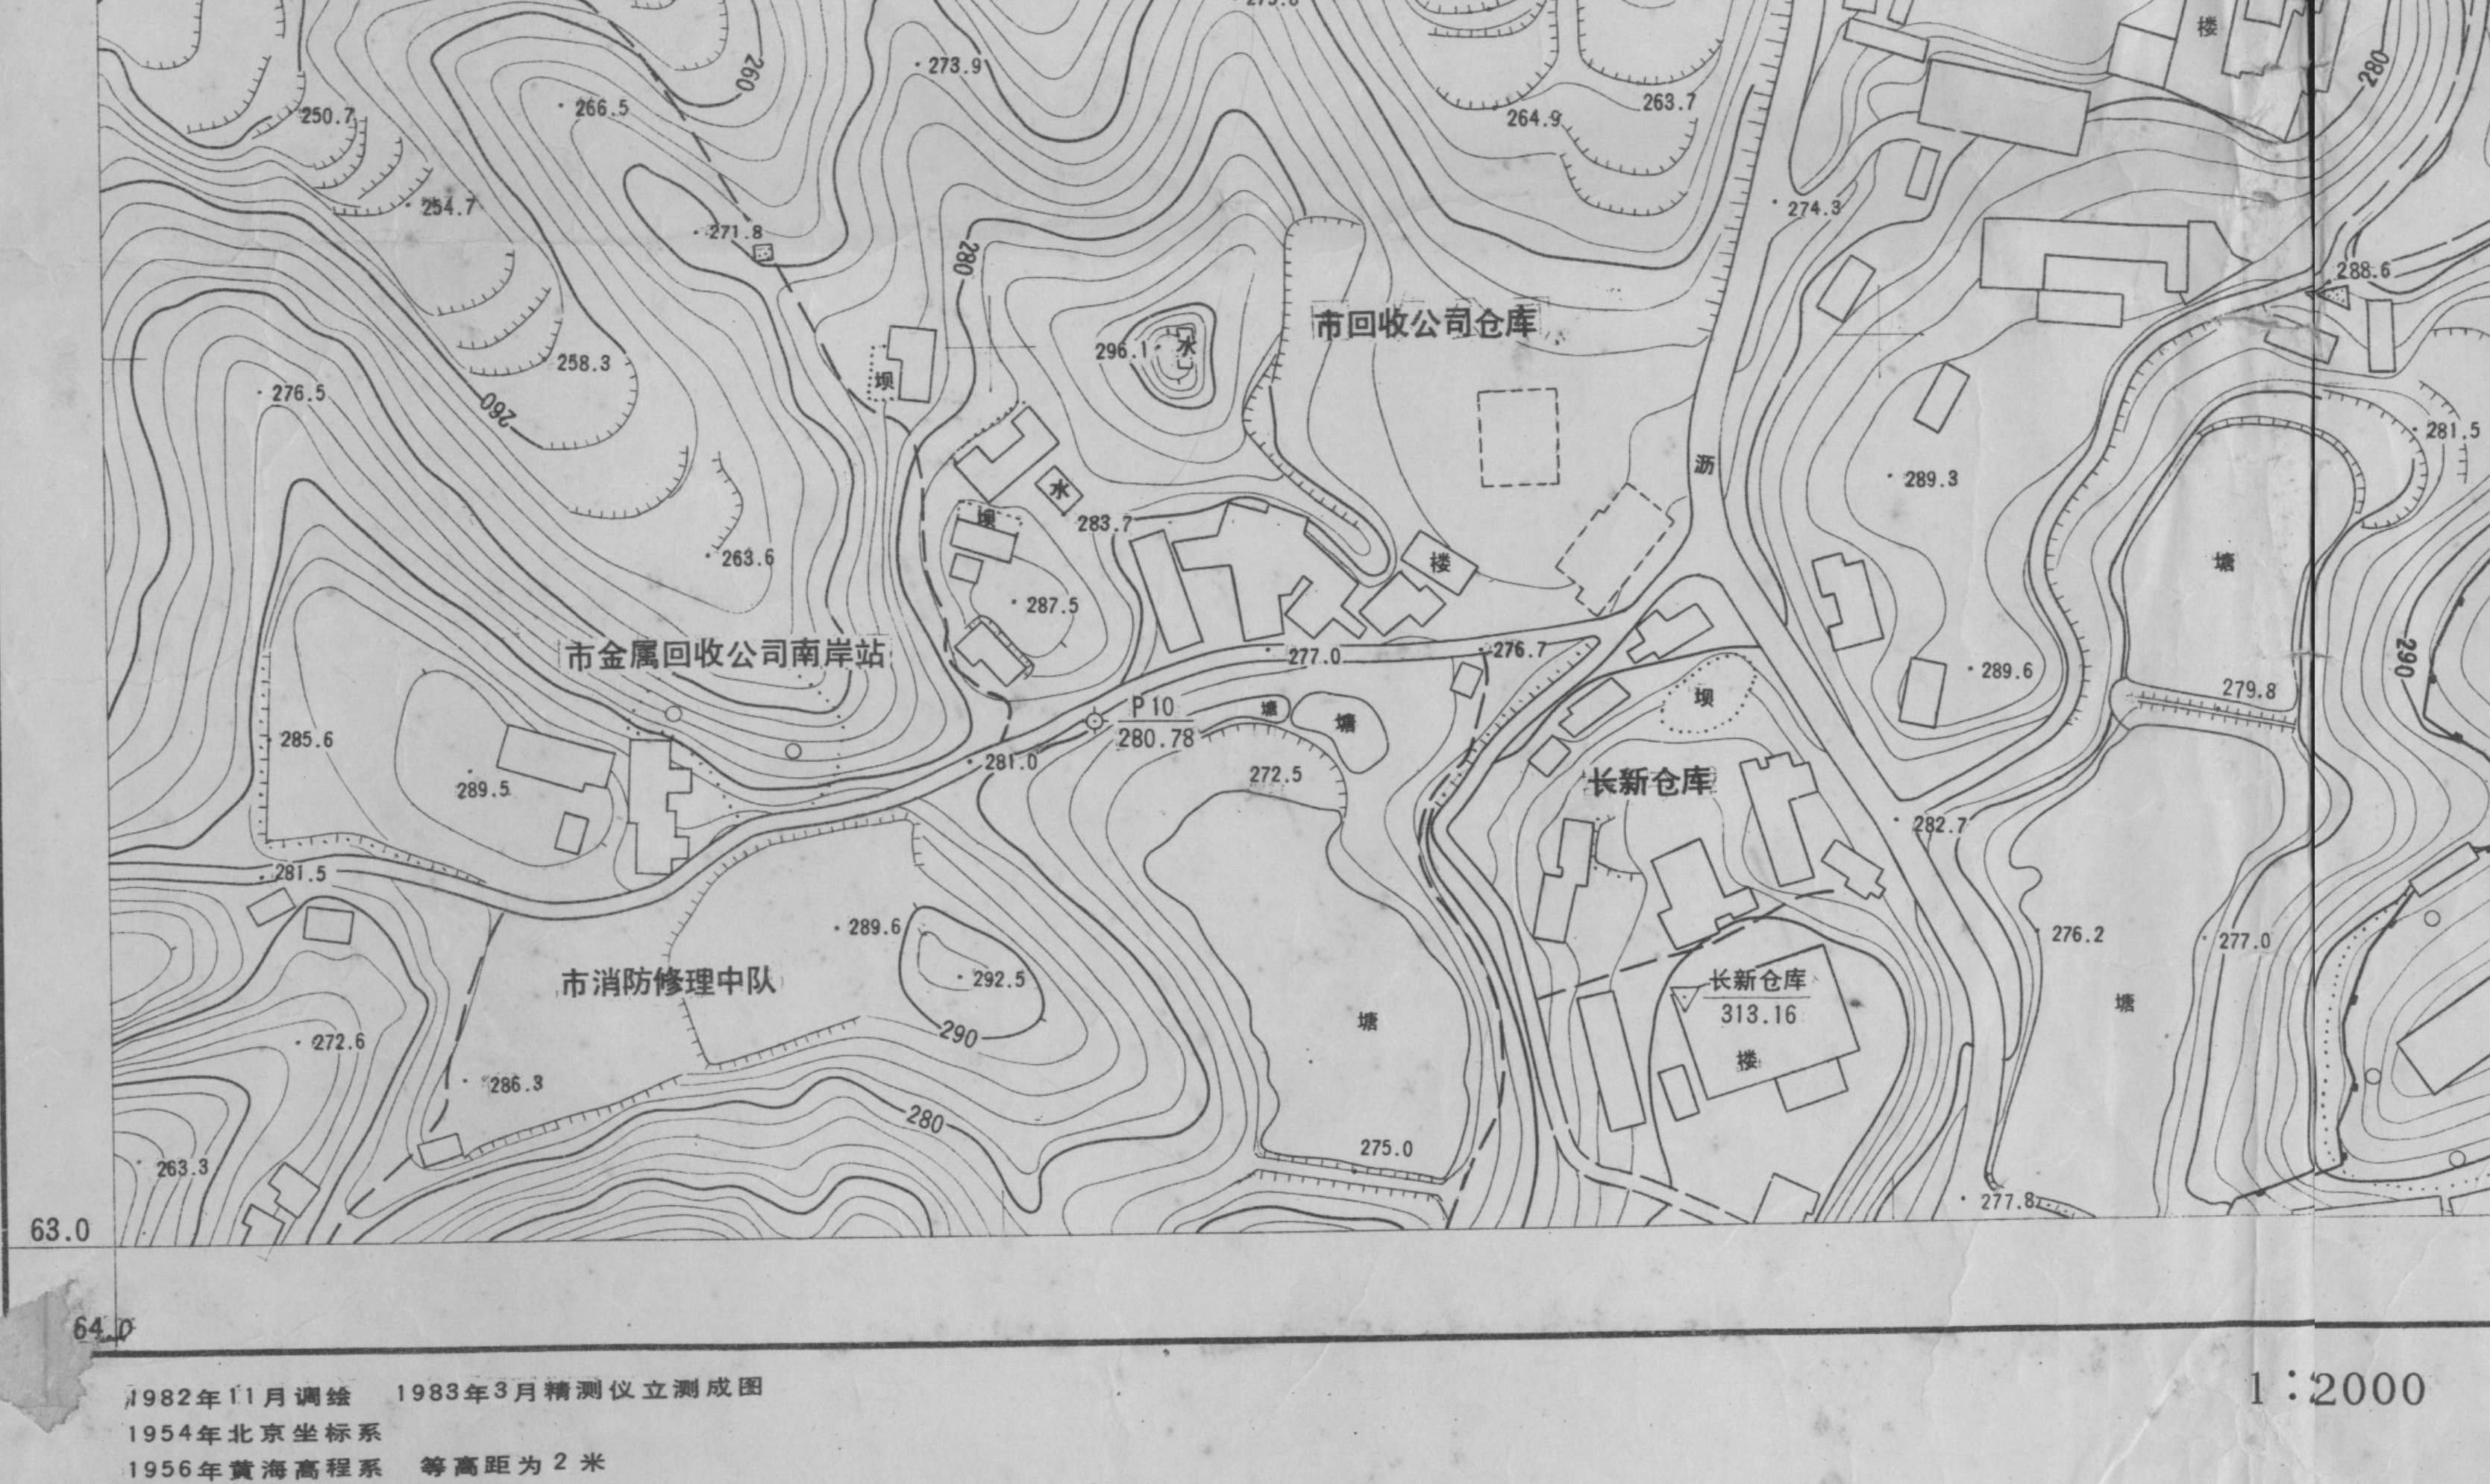 楼
280
260
273.9
266.5
250.7
264.9
263.7
254.7
274.3
271.8
280
288.6
市回收公司仓库
296.1
水
258.3
坝
276.5
260
281.5
沥
289.3
水
坝
283.7
263.6
楼
塘
287.5
市金属回收公司南岸站
277.0
276.7
289.6
290
279.8
坝
P10
280.78
塘
塘
285.6
281.0
272.5
289.5
长新仓库
282.7
281.5
289.6
276.2
277.0
市消防修理中队
292.5
长新仓库
313.16
塘
塘
290
272.6
楼
286.3
280
275.0
263.3
277.8
63.0
64.0
1982年11月调绘 1983年3月精测仪立测成图
1:2000
1954年北京坐标系
1956年黄海高程系 等高距为2米